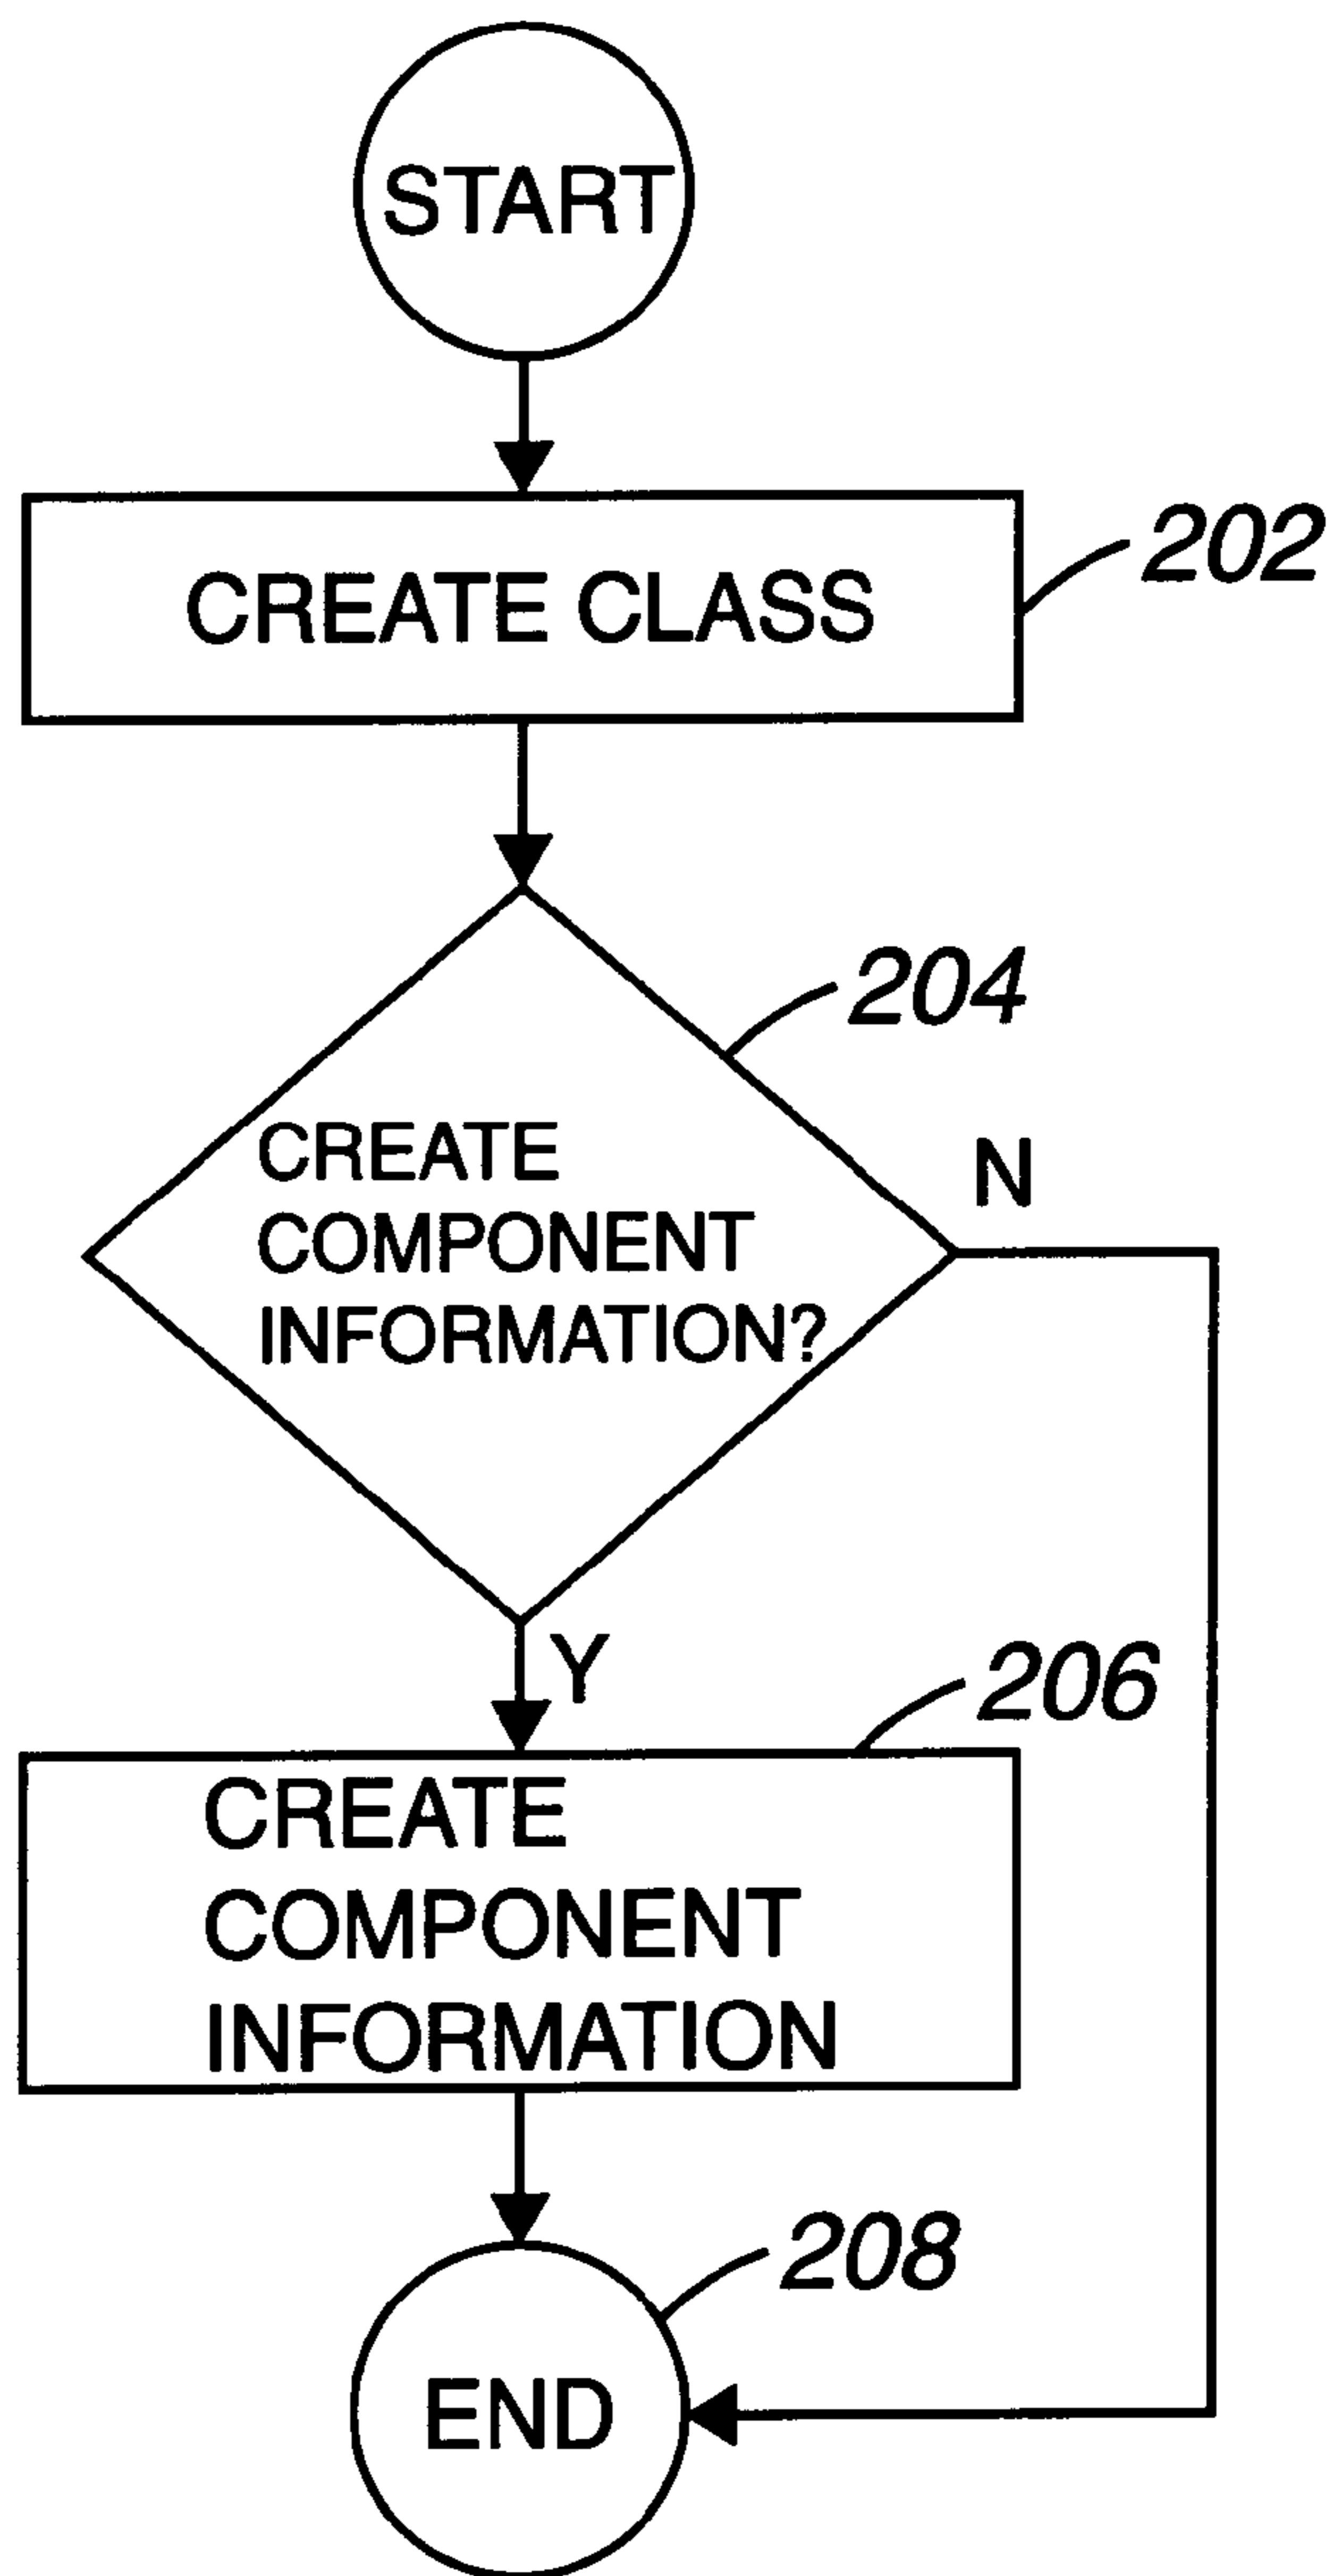 START
CREATE CLASS
202
204
CREATE
COMPONENT
INFORMATION?
N
Y
206
CREATE
COMPONENT
INFORMATION
208
END